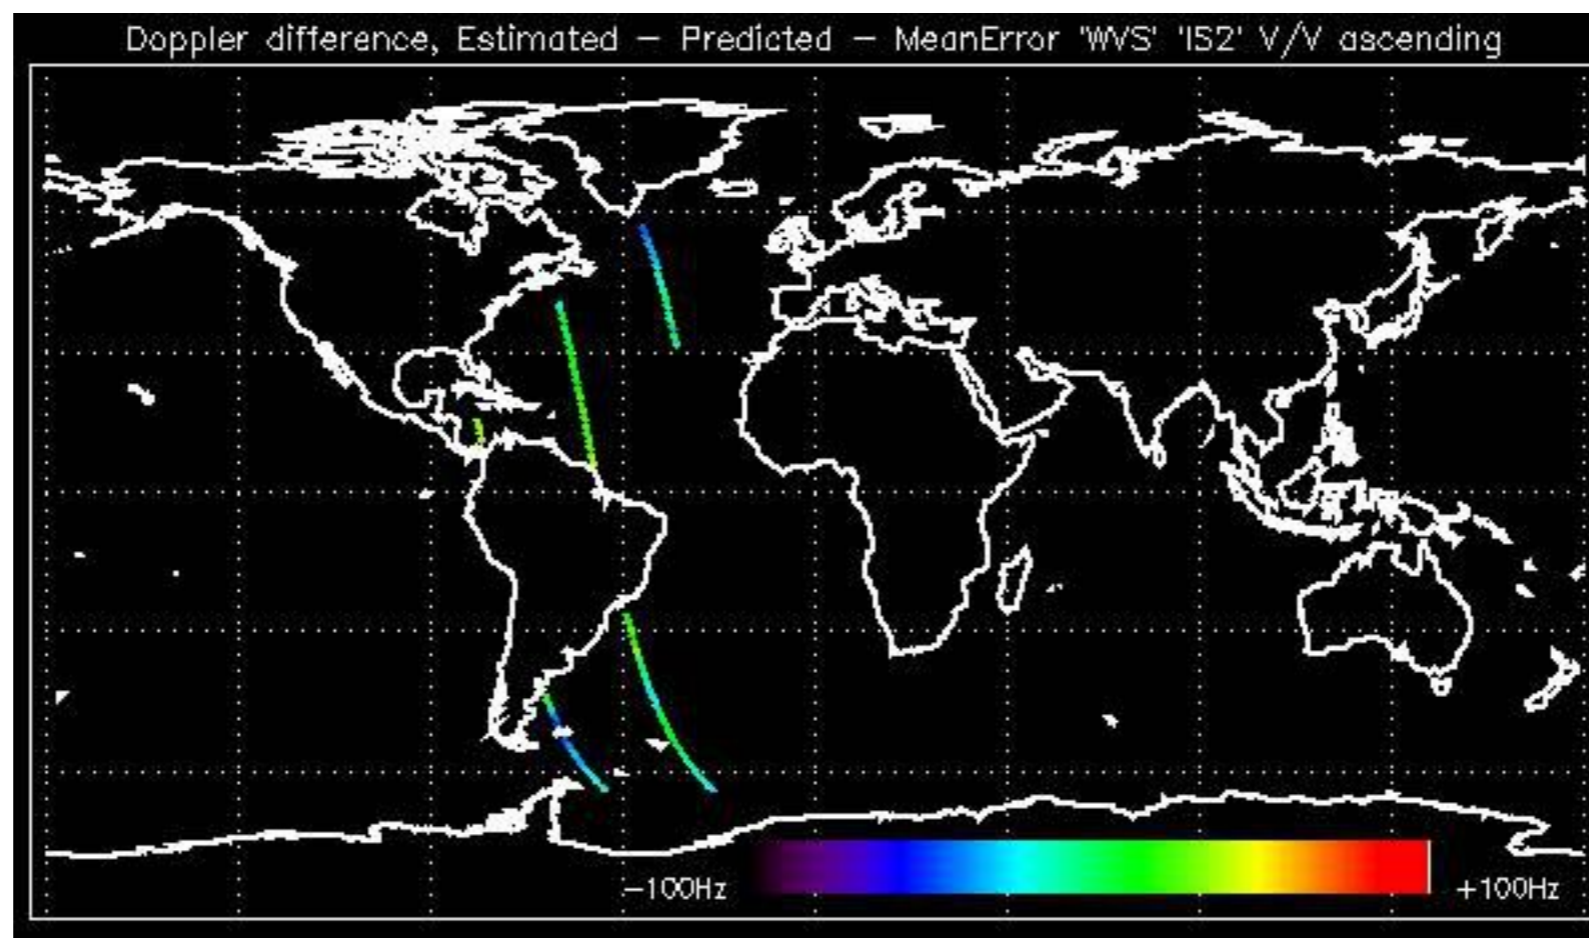 Doppler difference, Estimated – Predicted – MeanError 'WVS' 'IS2' V/V ascending
–100Hz +100Hz